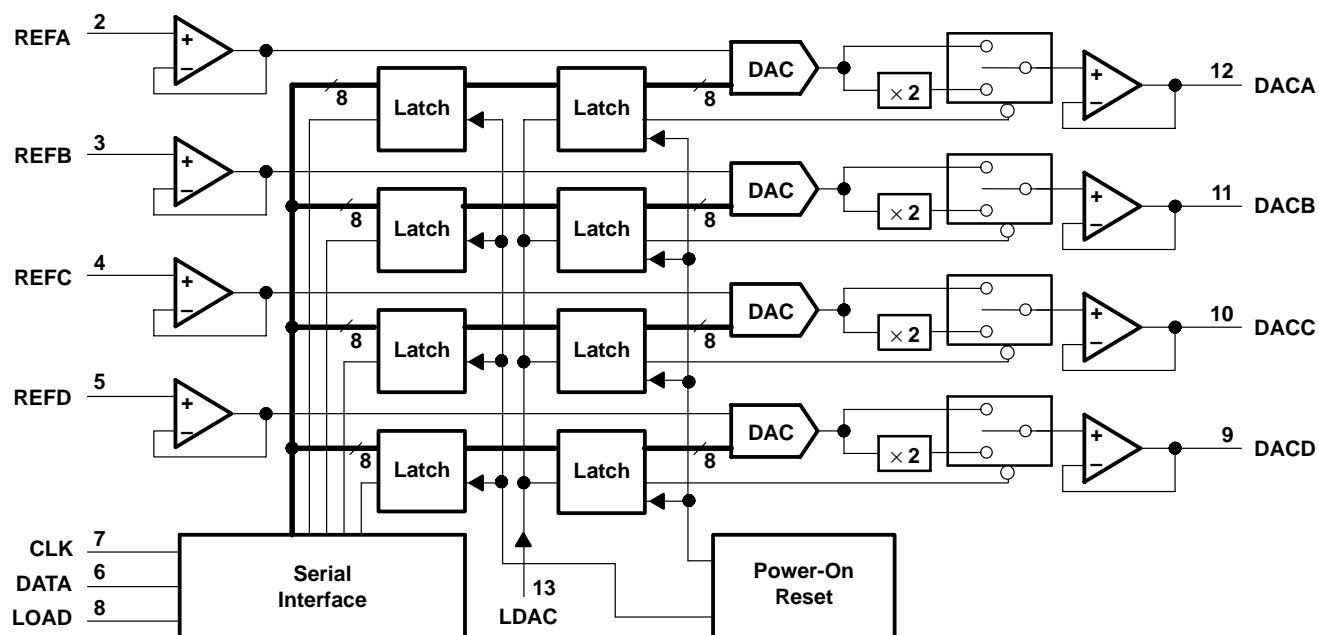 REFA 2
+
−
8 Latch Latch 8 DAC × 2 + − 12 DACA
REFB 3
+
−
8 Latch Latch 8 DAC × 2 + − 11 DACB
REFC 4
+
−
8 Latch Latch 8 DAC × 2 + − 10 DACC
REFD 5
+
−
8 Latch Latch 8 DAC × 2 + − 9 DACD
CLK 7
DATA 6
LOAD 8
Serial
Interface
13
LDAC
Power-On
Reset